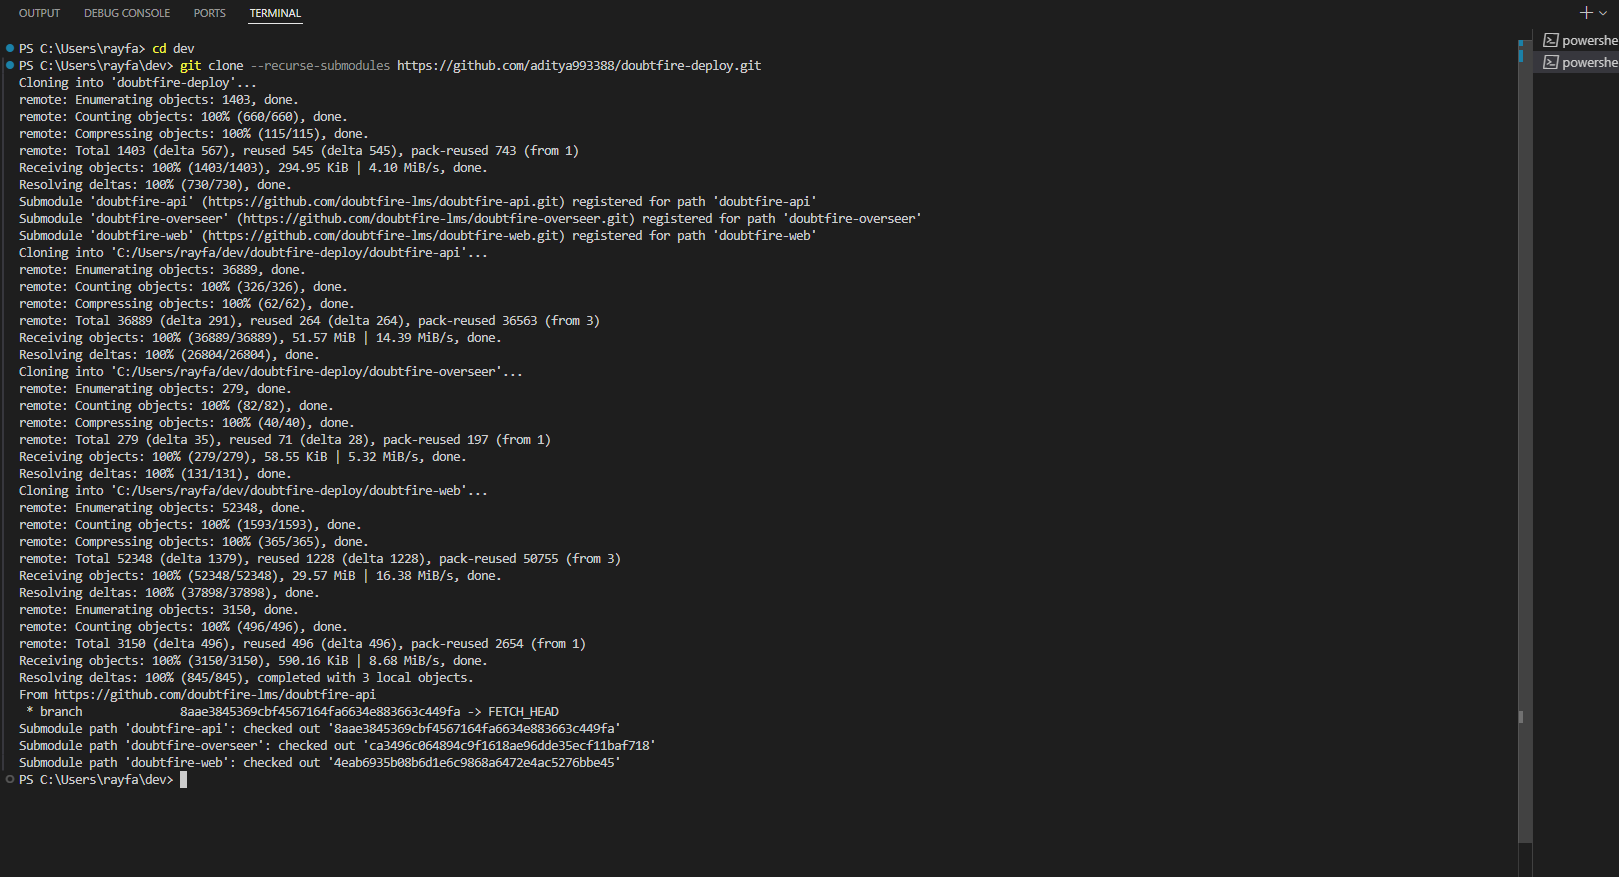 OUTPUT DEBUG CONSOLE PORTS TERMINAL
PS C:\Users\rayfa> cd dev
PS C:\Users\rayfa\dev> git clone --recurse-submodules https://github.com/aditya993388/doubtfire-deploy.git
Cloning into 'doubtfire-deploy'...
remote: Enumerating objects: 1403, done.
remote: Counting objects: 100% (660/660), done.
remote: Compressing objects: 100% (115/115), done.
remote: Total 1403 (delta 567), reused 545 (delta 545), pack-reused 743 (from 1)
Receiving objects: 100% (1403/1403), 294.95 KiB | 4.10 MiB/s, done.
Resolving deltas: 100% (730/730), done.
Submodule 'doubtfire-api' (https://github.com/doubtfire-lms/doubtfire-api.git) registered for path 'doubtfire-api'
Submodule 'doubtfire-overseer' (https://github.com/doubtfire-lms/doubtfire-overseer.git) registered for path 'doubtfire-overseer'
Submodule 'doubtfire-web' (https://github.com/doubtfire-lms/doubtfire-web.git) registered for path 'doubtfire-web'
Cloning into 'C:/Users/rayfa/dev/doubtfire-deploy/doubtfire-api'...
remote: Enumerating objects: 36889, done.
remote: Counting objects: 100% (326/326), done.
remote: Compressing objects: 100% (62/62), done.
remote: Total 36889 (delta 291), reused 264 (delta 264), pack-reused 36563 (from 3)
Receiving objects: 100% (36889/36889), 51.57 MiB | 14.39 MiB/s, done.
Resolving deltas: 100% (26804/26804), done.
Cloning into 'C:/Users/rayfa/dev/doubtfire-deploy/doubtfire-overseer'...
remote: Enumerating objects: 279, done.
remote: Counting objects: 100% (82/82), done.
remote: Compressing objects: 100% (40/40), done.
remote: Total 279 (delta 35), reused 71 (delta 28), pack-reused 197 (from 1)
Receiving objects: 100% (279/279), 58.55 KiB | 5.32 MiB/s, done.
Resolving deltas: 100% (131/131), done.
Cloning into 'C:/Users/rayfa/dev/doubtfire-deploy/doubtfire-web'...
remote: Enumerating objects: 52348, done.
remote: Counting objects: 100% (1593/1593), done.
remote: Compressing objects: 100% (365/365), done.
remote: Total 52348 (delta 1379), reused 1228 (delta 1228), pack-reused 50755 (from 3)
Receiving objects: 100% (52348/52348), 29.57 MiB | 16.38 MiB/s, done.
Resolving deltas: 100% (37898/37898), done.
remote: Enumerating objects: 3150, done.
remote: Counting objects: 100% (496/496), done.
remote: Total 3150 (delta 496), reused 496 (delta 496), pack-reused 2654 (from 1)
Receiving objects: 100% (3150/3150), 590.16 KiB | 8.68 MiB/s, done.
Resolving deltas: 100% (845/845), completed with 3 local objects.
From https://github.com/doubtfire-lms/doubtfire-api
* branch 8aae3845369cbf4567164fa6634e883663c449fa -> FETCH_HEAD
Submodule path 'doubtfire-api': checked out '8aae3845369cbf4567164fa6634e883663c449fa'
Submodule path 'doubtfire-overseer': checked out 'ca3496c064894c9f1618ae96dde35ecf11baf718'
Submodule path 'doubtfire-web': checked out '4eab6935b08b6d1e6c9868a6472e4ac5276bbe45'
PS C:\Users\rayfa\dev>
powershe
powershe